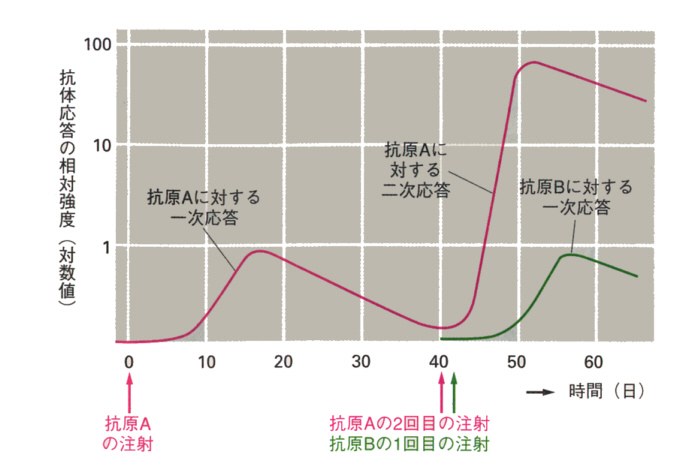 抗体応答の相対強度（対数値）
100
10
1
抗原Aに対する
一次応答
抗原Aに
対する
二次応答
抗原Bに対する
一次応答
0 10 20 30 40 50 60
時間（日）
抗原A
の注射
抗原Aの2回目の注射
抗原Bの1回目の注射